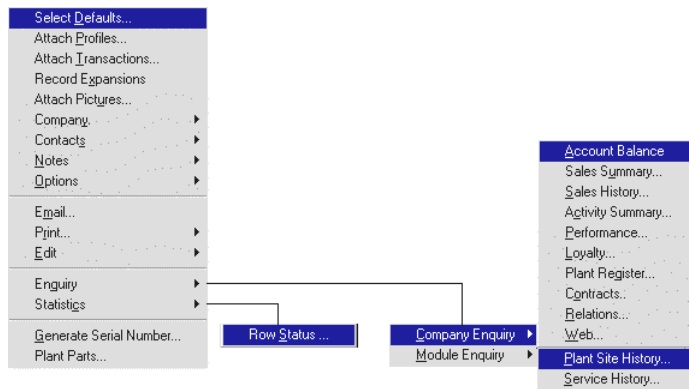 Select Defaults...
Attach Profiles...
Attach Transactions...
Record Expansions
Attach Pictures...
Company
Contacts
Notes
Options
Email...
Print...
Edit
Enquiry
Statistics
Generate Serial Number...
Plant Parts...
Row Status ...
Company Enquiry
Module Enquiry
Account Balance
Sales Summary...
Sales History...
Activity Summary...
Performance...
Loyalty...
Plant Register...
Contracts..
Relations...
Web...
Plant Site History...
Service History...